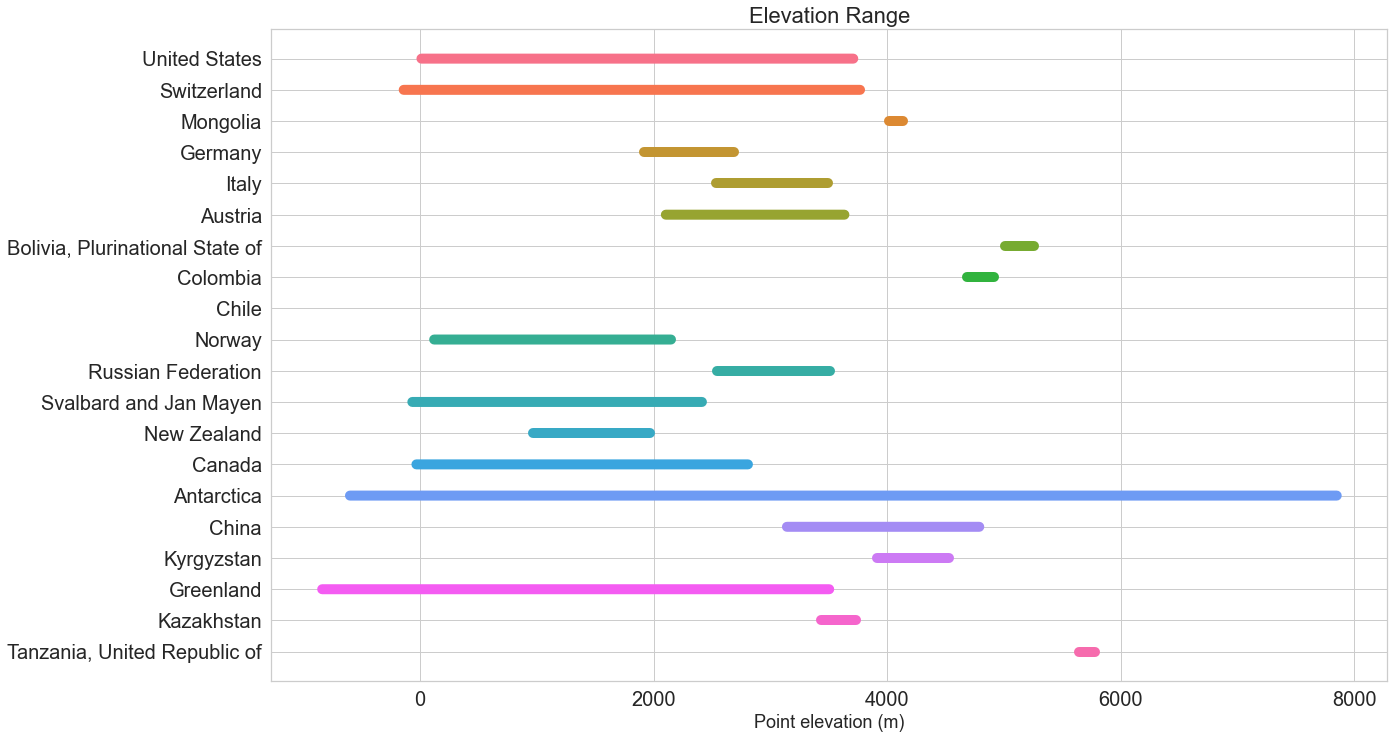 Elevation Range
United States
Switzerland
Mongolia
Germany
Italy
Austria
Bolivia, Plurinational State of
Colombia
Chile
Norway
Russian Federation
Svalbard and Jan Mayen
New Zealand
Canada
Antarctica
China
Kyrgyzstan
Greenland
Kazakhstan
Tanzania, United Republic of
0 2000 4000 6000 8000
Point elevation (m)